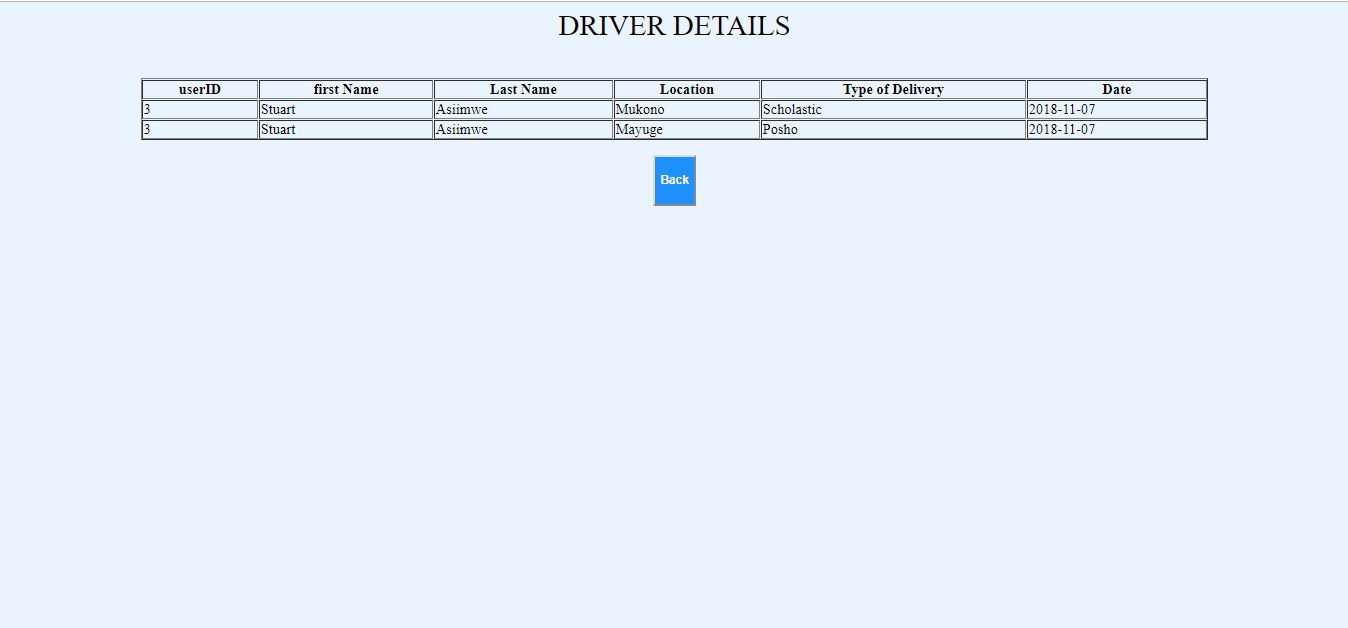 DRIVER DETAILS
userID first Name Last Name Location Type of Delivery Date
3 Stuart Asiimwe Mukono Scholastic 2018-11-07
3 Stuart Asiimwe Mayuge Posho 2018-11-07
Back